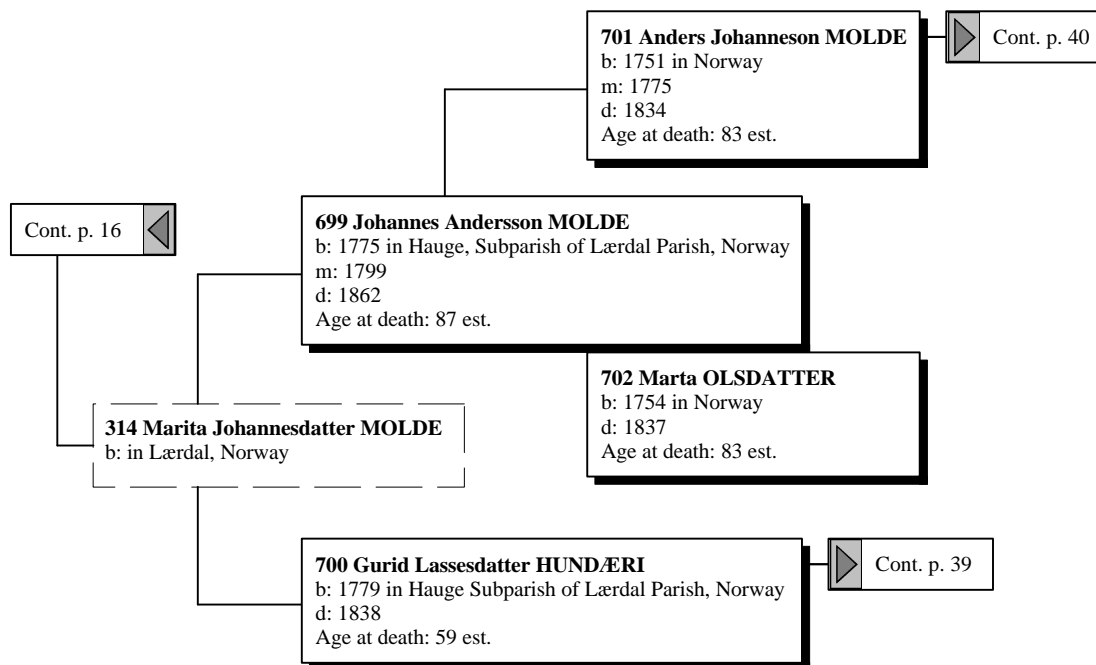 701 Anders Johanneson MOLDE
b: 1751 in Norway
m: 1775
d: 1834
Age at death: 83 est.
Cont. p. 40
699 Johannes Andersson MOLDE
b: 1775 in Hauge, Subparish of Lærdal Parish, Norway
m: 1799
d: 1862
Age at death: 87 est.
Cont. p. 16
702 Marta OLSDATTER
b: 1754 in Norway
d: 1837
Age at death: 83 est.
314 Marita Johannesdatter MOLDE
b: in Lærdal, Norway
700 Gurid Lassesdatter HUNDÆRI
b: 1779 in Hauge Subparish of Lærdal Parish, Norway
d: 1838
Age at death: 59 est.
Cont. p. 39